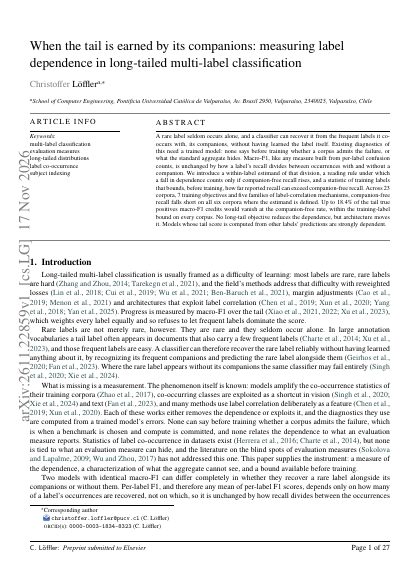 When the tail is earned by its companions: measuring label
dependence in long-tailed multi-label classification
Christoffer Löffler^a,*
^a School of Computer Engineering, Pontificia Universidad Católica de Valparaíso, Av. Brasil 2950, Valparaíso, 2340025, Valparaíso, Chile
ARTICLE INFO
Keywords:
multi-label classification
evaluation measures
long-tailed distributions
label co-occurrence
subject indexing
ABSTRACT
A rare label seldom occurs alone, and a classifier can recover it from the frequent labels it co-
occurs with, its companions, without having learned the label itself. Existing diagnostics of
this need a trained model: none says before training whether a corpus admits the failure, or
what the standard aggregate hides. Macro-F1, like any measure built from per-label confusion
counts, is unchanged by how a label's recall divides between occurrences with and without a
companion. We introduce a within-label estimand of that division, a reading rule under which
a fall in dependence counts only if companion-free recall rises, and a statistic of training labels
that bounds, before training, how far reported recall can exceed companion-free recall. Across 23
corpora, 7 training objectives and five families of label-correlation mechanisms, companion-free
recall falls short on all six corpora where the estimand is defined. Up to 18.4% of the tail true
positives macro-F1 credits would vanish at the companion-free rate, within the training-label
bound on every corpus. No long-tail objective reduces the dependence, but architecture moves
it. Models whose tail score is computed from other labels' predictions are strongly dependent.
1. Introduction
Long-tailed multi-label classification is usually framed as a difficulty of learning: most labels are rare, rare labels
are hard (Zhang and Zhou, 2014; Tarekegn et al., 2021), and the field's methods address that difficulty with reweighted
losses (Lin et al., 2018; Cui et al., 2019; Wu et al., 2021; Ben-Baruch et al., 2021), margin adjustments (Cao et al.,
2019; Menon et al., 2021) and architectures that exploit label correlation (Chen et al., 2019; Xun et al., 2020; Yang
et al., 2018; Yan et al., 2025). Progress is measured by macro-F1 over the tail (Xiao et al., 2021, 2022; Xu et al., 2023),
which weights every label equally and so refuses to let frequent labels dominate the score.
Rare labels are not merely rare, however. They are rare and they seldom occur alone. In large annotation
vocabularies a tail label often appears in documents that also carry a few frequent labels (Charte et al., 2014; Xu et al.,
2023), and those frequent labels are easy. A classifier can therefore recover the rare label reliably without having learned
anything about it, by recognizing its frequent companions and predicting the rare label alongside them (Geirhos et al.,
2020; Fan et al., 2023). Where the rare label appears without its companions the same classifier may fail entirely (Singh
et al., 2020; Xie et al., 2024).
What is missing is a measurement. The phenomenon itself is known: models amplify the co-occurrence statistics of
their training corpora (Zhao et al., 2017), co-occurring classes are exploited as a shortcut in vision (Singh et al., 2020;
Xie et al., 2024) and text (Fan et al., 2023), and many methods use label correlation deliberately as a feature (Chen et al.,
2019; Xun et al., 2020). Each of these works either removes the dependence or exploits it, and the diagnostics they use
are computed from a trained model's errors. None can say before training whether a corpus admits the failure, which
is when a benchmark is chosen and compute is committed, and none relates the dependence to what an evaluation
measure reports. Statistics of label co-occurrence in datasets exist (Herrera et al., 2016; Charte et al., 2014), but none
is tied to what an evaluation measure can hide, and the literature on the blind spots of evaluation measures (Sokolova
and Lapalme, 2009; Wu and Zhou, 2017) has not addressed this one. This paper supplies the instrument: a measure of
the dependence, a characterization of what the aggregate cannot see, and a bound available before training.
Two models with identical macro-F1 can differ completely in whether they recover a rare label alongside its
companions or without them. Per-label F1, and therefore any mean of per-label F1 scores, depends only on how many
of a label's occurrences are recovered, not on which, so it is unchanged by how recall divides between the occurrences
*Corresponding author
christoffer.loffler@pucv.cl (C. Löffler)
ORCID(s): 0000-0003-1834-8323 (C. Löffler)
C. Löffler: Preprint submitted to Elsevier
Page 1 of 27
arXiv:2611.22859v1 [cs.LG] 17 Nov 2026